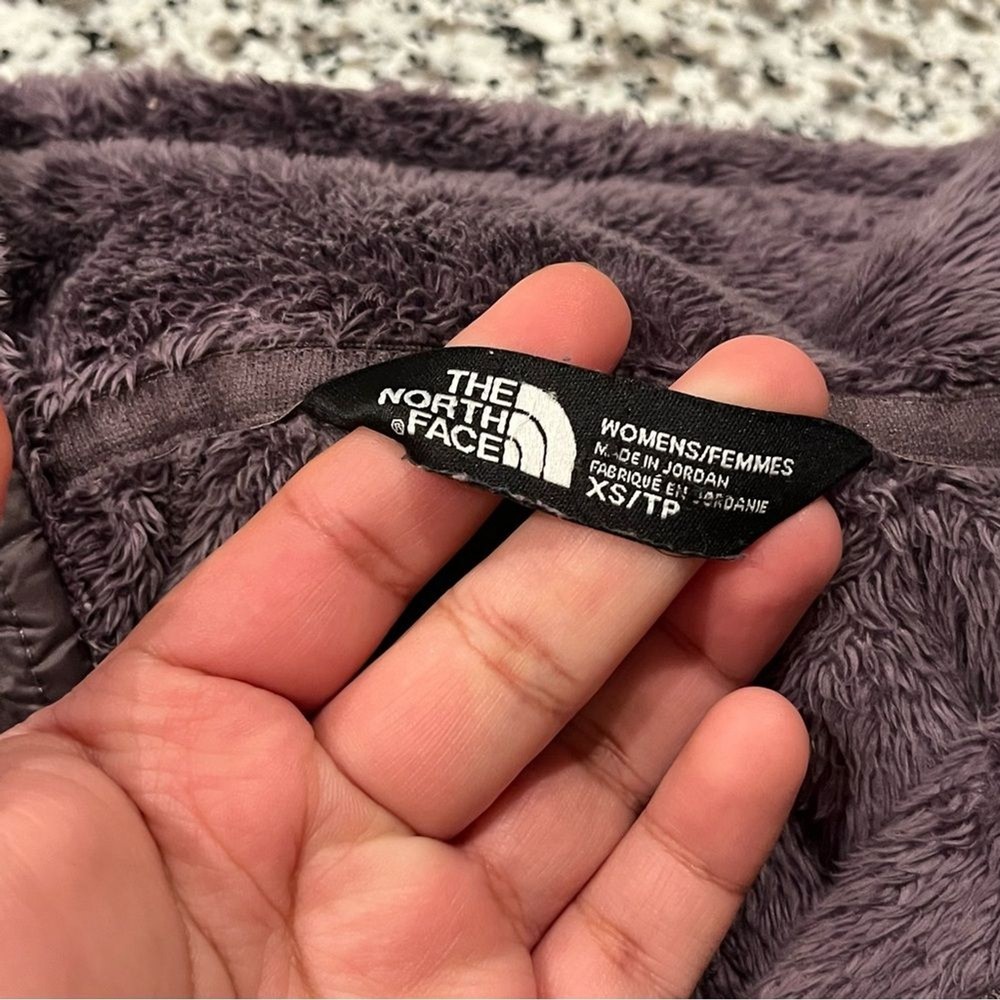 THE
NORTH
FACE
®
WOMENS/FEMMES
MADE IN JORDAN
FABRIQUÉ EN JORDANIE
XS/TP